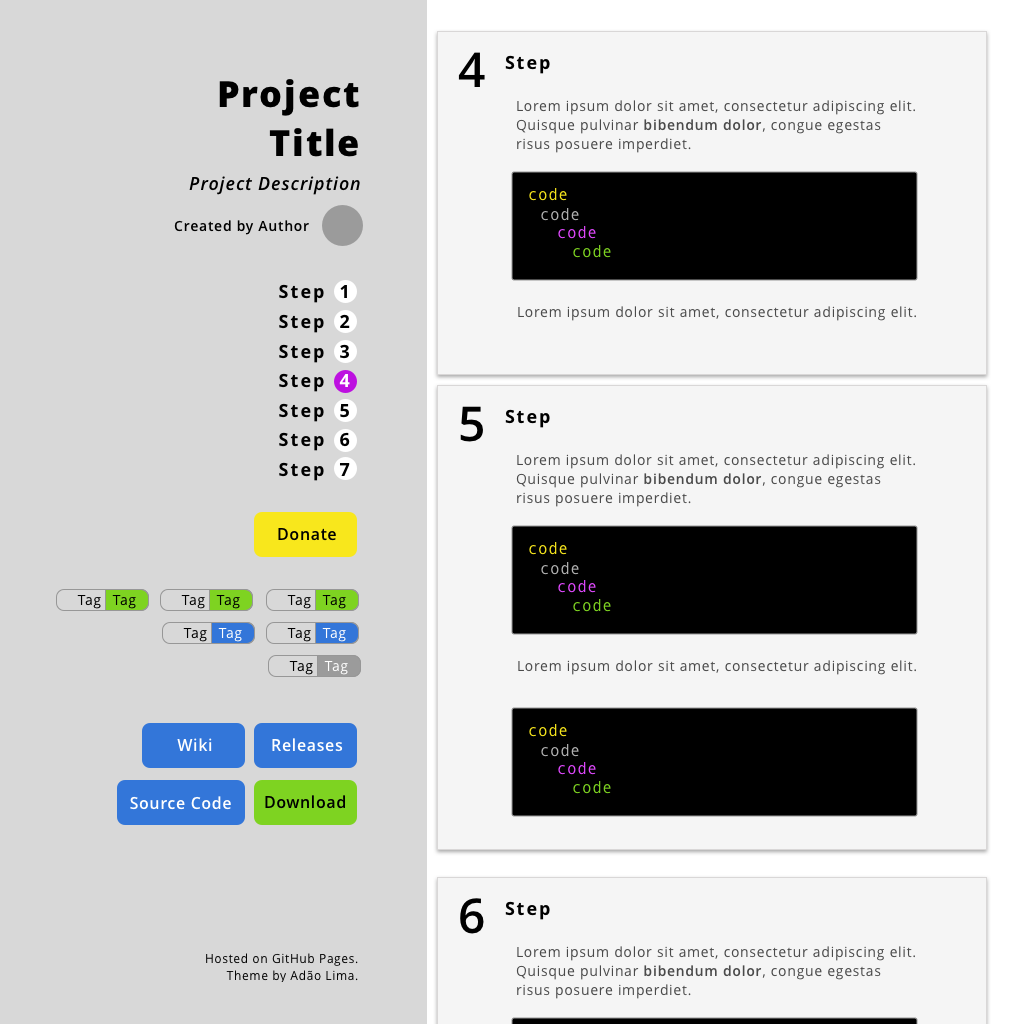 Project
Title
Project Description
Created by Author
Step 1
Step 2
Step 3
Step 4
Step 5
Step 6
Step 7
Donate
Tag Tag Tag Tag Tag Tag
Tag Tag Tag Tag
Tag Tag
Wiki Releases
Source Code Download
Hosted on GitHub Pages.
Theme by Adão Lima.
4 Step
Lorem ipsum dolor sit amet, consectetur adipiscing elit.
Quisque pulvinar bibendum dolor, congue egestas
risus posuere imperdiet.
code
code
code
code
Lorem ipsum dolor sit amet, consectetur adipiscing elit.
5 Step
Lorem ipsum dolor sit amet, consectetur adipiscing elit.
Quisque pulvinar bibendum dolor, congue egestas
risus posuere imperdiet.
code
code
code
code
Lorem ipsum dolor sit amet, consectetur adipiscing elit.
code
code
code
code
6 Step
Lorem ipsum dolor sit amet, consectetur adipiscing elit.
Quisque pulvinar bibendum dolor, congue egestas
risus posuere imperdiet.